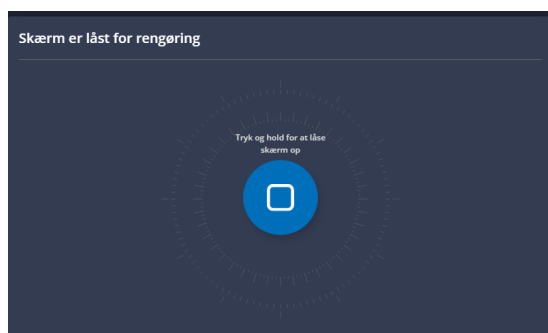 Skærm er låst for rengøring
Tryk og hold for at låse
skærm op